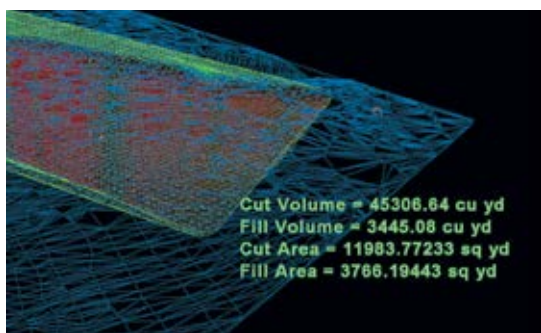 Cut Volume = 45306.64 cu yd
Fill Volume = 3445.08 cu yd
Cut Area = 11983.77233 sq yd
Fill Area = 3766.19443 sq yd